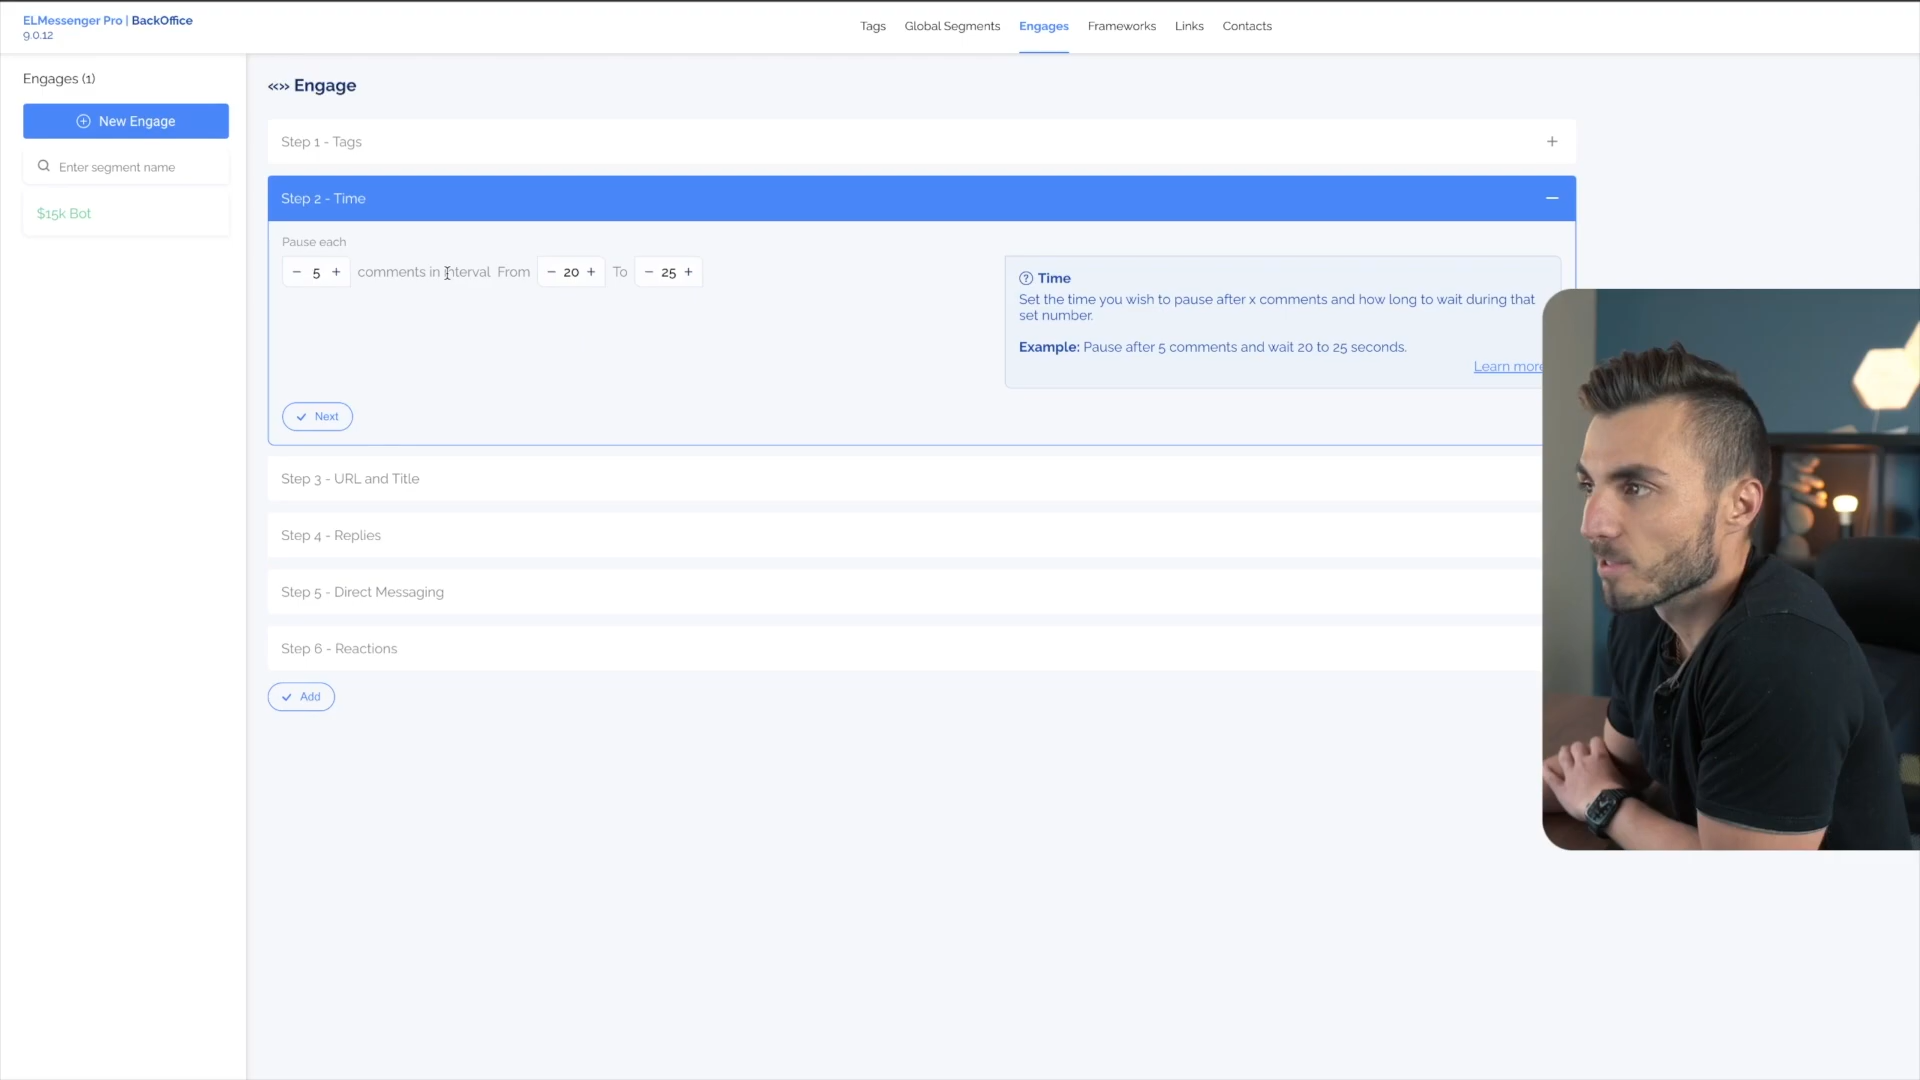 ELMessenger Pro | BackOffice
9.0.12
Tags Global Segments Engages Frameworks Links Contacts
Engages (1)
New Engage
Enter segment name
$15k Bot
«» Engage
Step 1 - Tags
Step 2 - Time
Pause each
5 comments in interval From 20 To 25
Time
Set the time you wish to pause after x comments and how long to wait during that
set number.
Example: Pause after 5 comments and wait 20 to 25 seconds.
Learn more
Next
Step 3 - URL and Title
Step 4 - Replies
Step 5 - Direct Messaging
Step 6 - Reactions
Add